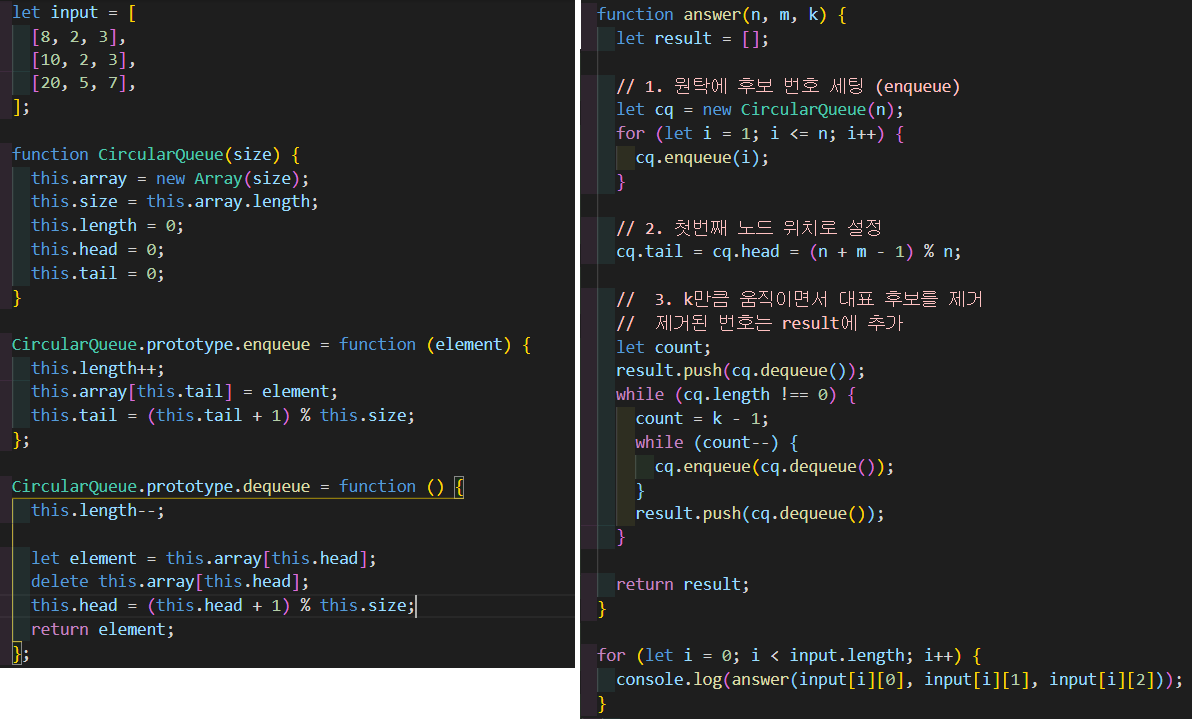 let input = [
  [8, 2, 3],
  [10, 2, 3],
  [20, 5, 7],
];

function CircularQueue(size) {
  this.array = new Array(size);
  this.size = this.array.length;
  this.length = 0;
  this.head = 0;
  this.tail = 0;
}

CircularQueue.prototype.enqueue = function (element) {
  this.length++;
  this.array[this.tail] = element;
  this.tail = (this.tail + 1) % this.size;
};

CircularQueue.prototype.dequeue = function () {
  this.length--;

  let element = this.array[this.head];
  delete this.array[this.head];
  this.head = (this.head + 1) % this.size;
  return element;
};

function answer(n, m, k) {
  let result = [];

  // 1. 원탁에 후보 번호 세팅 (enqueue)
  let cq = new CircularQueue(n);
  for (let i = 1; i <= n; i++) {
    cq.enqueue(i);
  }

  // 2. 첫번째 노드 위치로 설정
  cq.tail = cq.head = (n + m - 1) % n;

  //  3. k만큼 움직이면서 대표 후보를 제거
  //  제거된 번호는 result에 추가
  let count;
  result.push(cq.dequeue());
  while (cq.length !== 0) {
    count = k - 1;
    while (count--) {
      cq.enqueue(cq.dequeue());
    }
    result.push(cq.dequeue());
  }

  return result;
}

for (let i = 0; i < input.length; i++) {
  console.log(answer(input[i][0], input[i][1], input[i][2]));
}